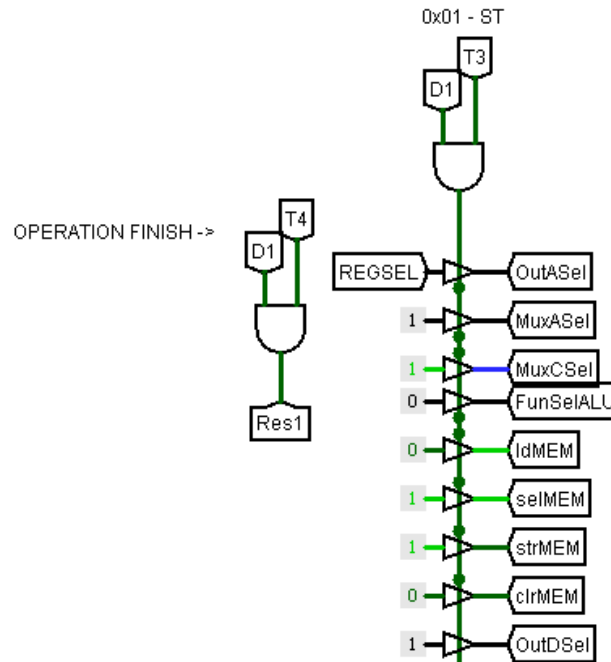 0x01 - ST
T3
D1
T4
OPERATION FINISH ->
D1
REGSEL
OutASel
1
MuxASel
1
MuxCSel
0
FunSelALU
Res1
0
ldMEM
1
selMEM
1
strMEM
0
clrMEM
1
OutDSel